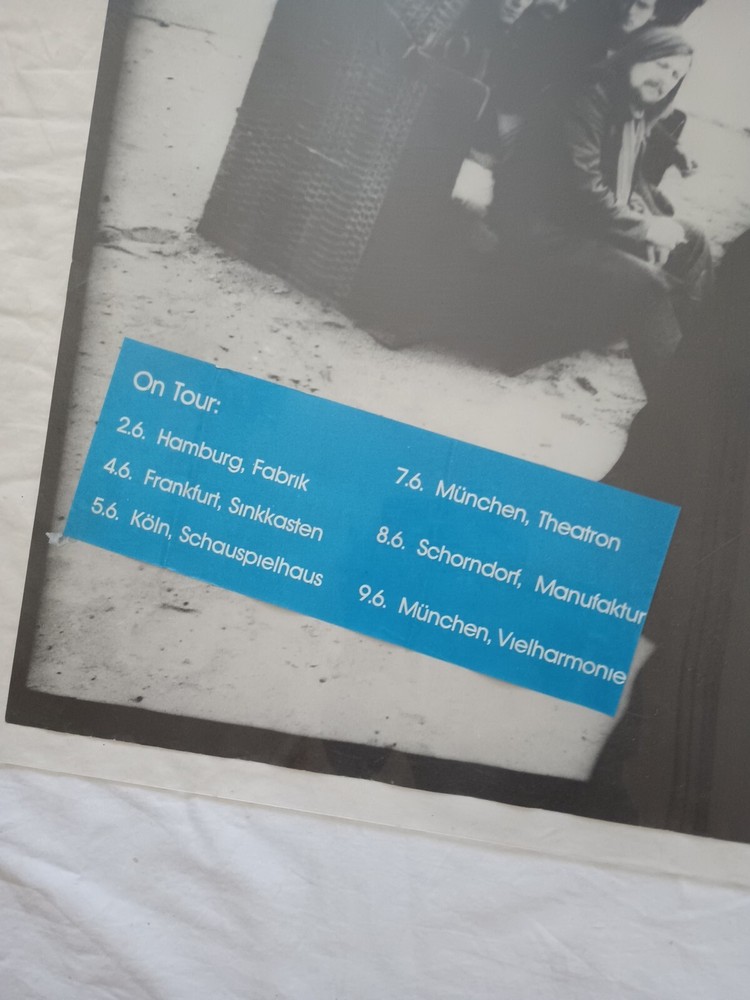 On Tour:
2.6. Hamburg, Fabrik
4.6. Frankfurt, Sinkkasten
5.6. Köln, Schauspielhaus
7.6. München, Theatron
8.6. Schorndorf, Manufaktur
9.6. München, Vielharmonie